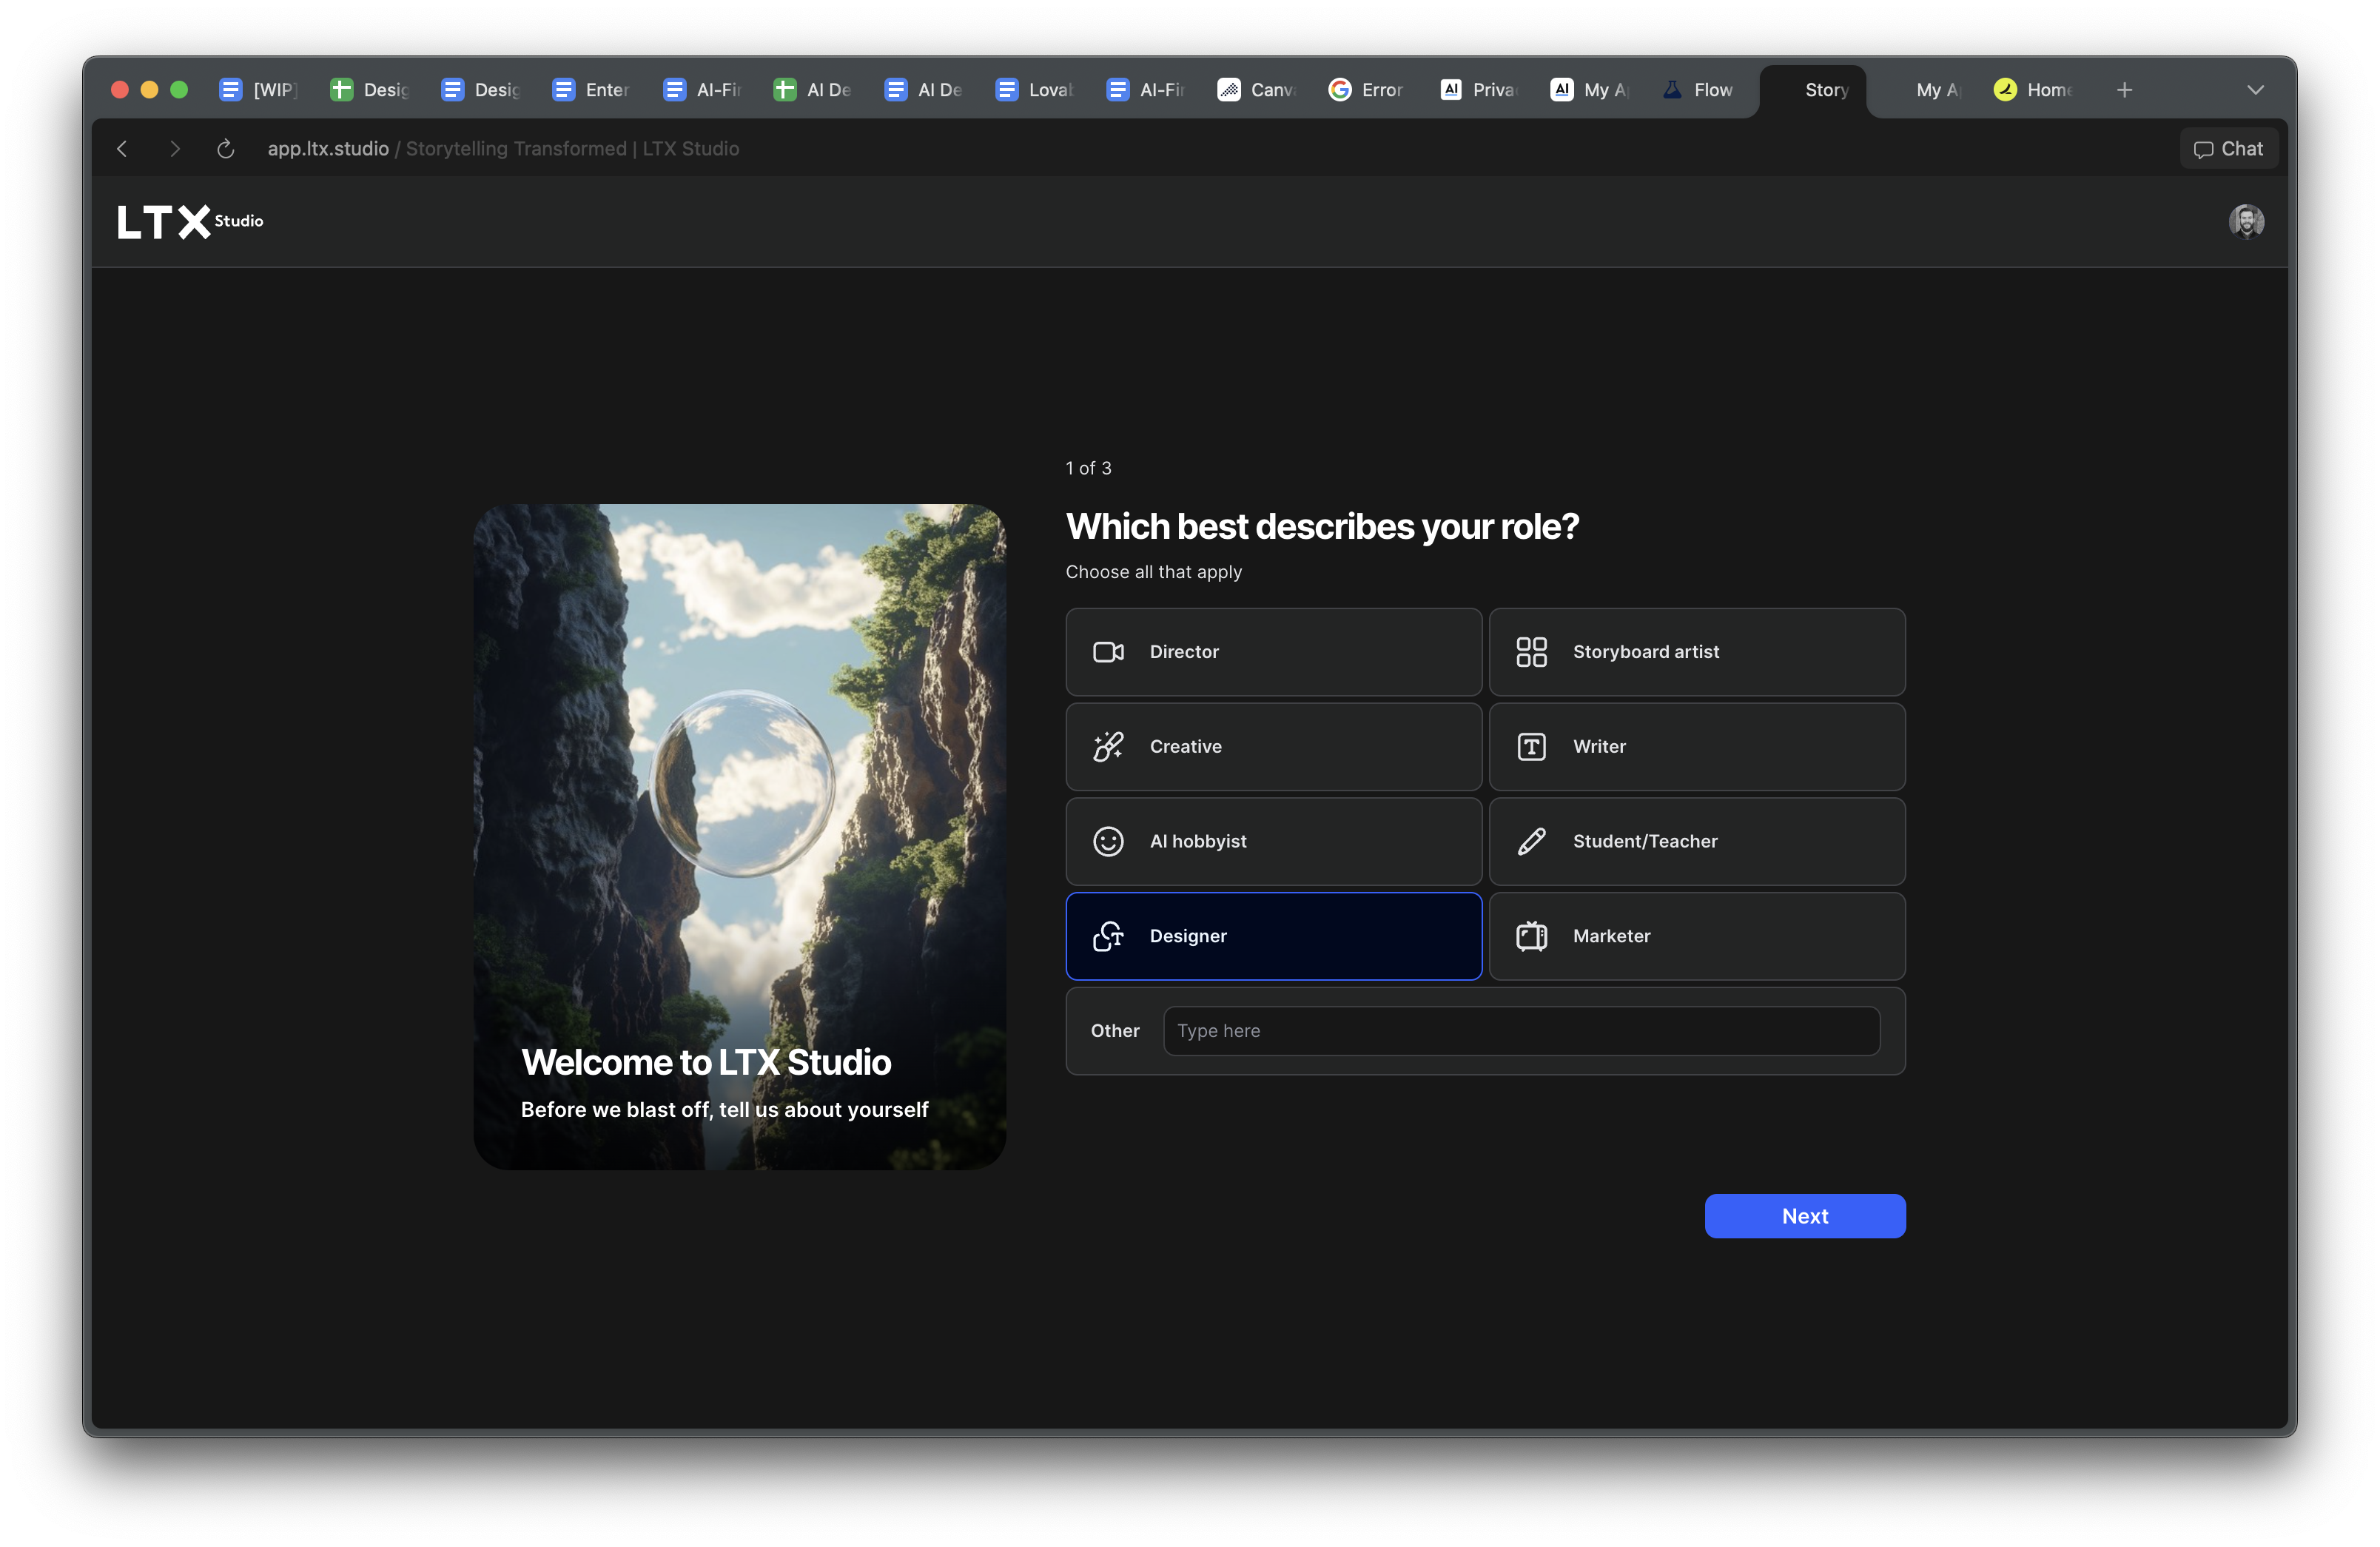 [WIP]
Desig
Desig
Enter
AI-Fir
AI De
AI De
Lovab
AI-Fir
Canv
Error
Priva
My A
Flow
Story
My A
Home
app.ltx.studio / Storytelling Transformed | LTX Studio
Chat
LTX Studio
1 of 3
Which best describes your role?
Choose all that apply
Director
Storyboard artist
Creative
Writer
AI hobbyist
Student/Teacher
Designer
Marketer
Other
Type here
Welcome to LTX Studio
Before we blast off, tell us about yourself
Next